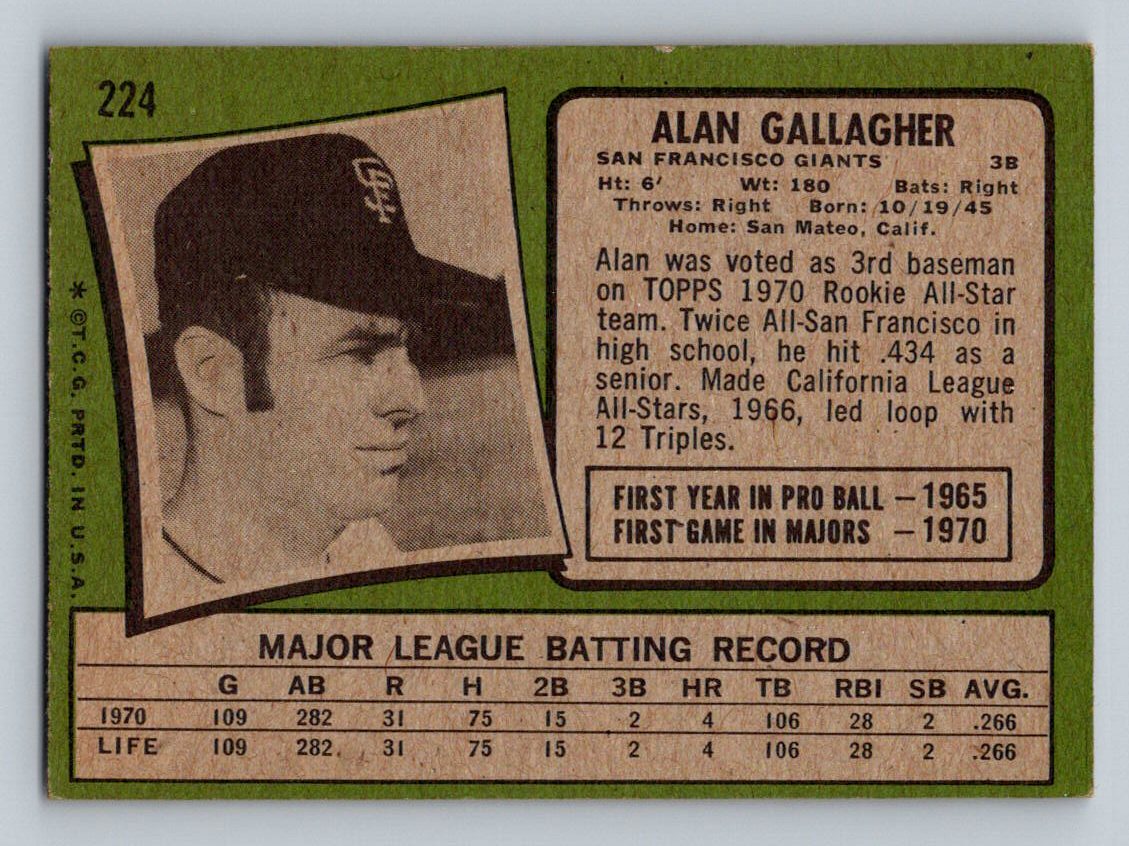 224
SF
* ©T.C.G. PRTD. IN U.S.A.
ALAN GALLAGHER
SAN FRANCISCO GIANTS 3B
Ht: 6' Wt: 180 Bats: Right
Throws: Right Born: 10/19/45
Home: San Mateo, Calif.
Alan was voted as 3rd baseman
on TOPPS 1970 Rookie All-Star
team. Twice All-San Francisco in
high school, he hit .434 as a
senior. Made California League
All-Stars, 1966, led loop with
12 Triples.
FIRST YEAR IN PRO BALL — 1965
FIRST GAME IN MAJORS — 1970
MAJOR LEAGUE BATTING RECORD
G AB R H 2B 3B HR TB RBI SB AVG.
1970 109 282 31 75 15 2 4 106 28 2 .266
LIFE 109 282 31 75 15 2 4 106 28 2 .266